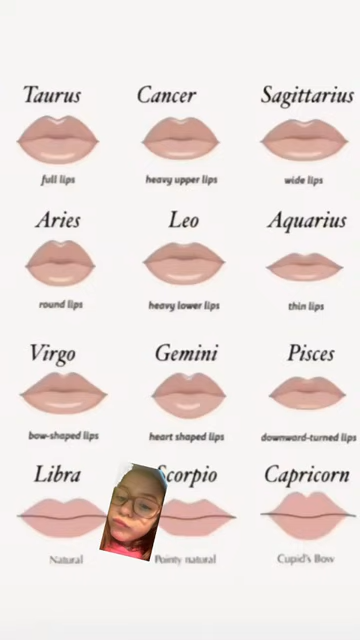 Taurus Cancer Sagittarius
full lips heavy upper lips wide lips
Aries Leo Aquarius
round lips heavy lower lips thin lips
Virgo Gemini Pisces
bow-shaped lips heart shaped lips downward-turned lips
Libra Scorpio Capricorn
Natural Pointy natural Cupid's Bow